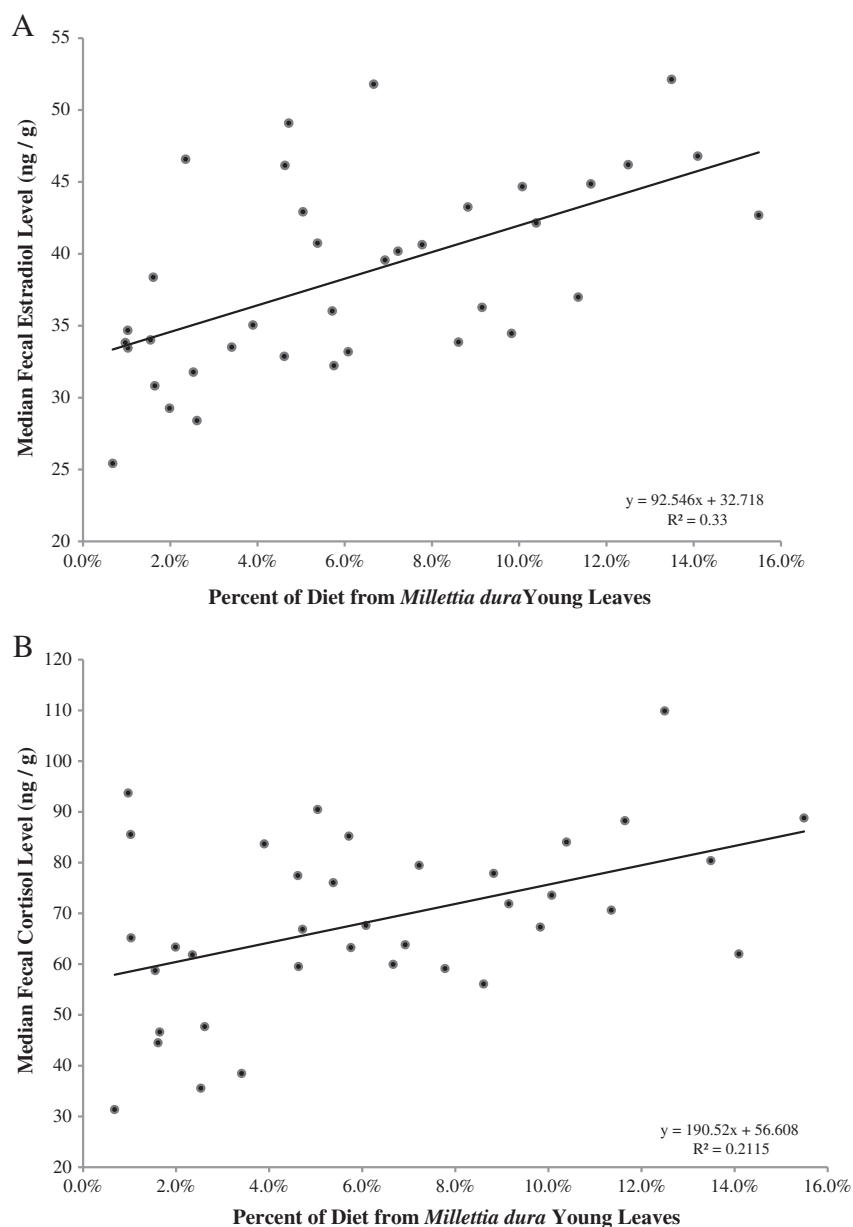 A
55
50
45
40
35
30
25
20
Median Fecal Estradiol Level (ng / g)
y = 92.546x + 32.718
R² = 0.33
0.0% 2.0% 4.0% 6.0% 8.0% 10.0% 12.0% 14.0% 16.0%
Percent of Diet from Millettia duraYoung Leaves
B
120
110
100
90
80
70
60
50
40
30
20
Median Fecal Cortisol Level (ng / g)
y = 190.52x + 56.608
R² = 0.2115
0.0% 2.0% 4.0% 6.0% 8.0% 10.0% 12.0% 14.0% 16.0%
Percent of Diet from Millettia dura Young Leaves